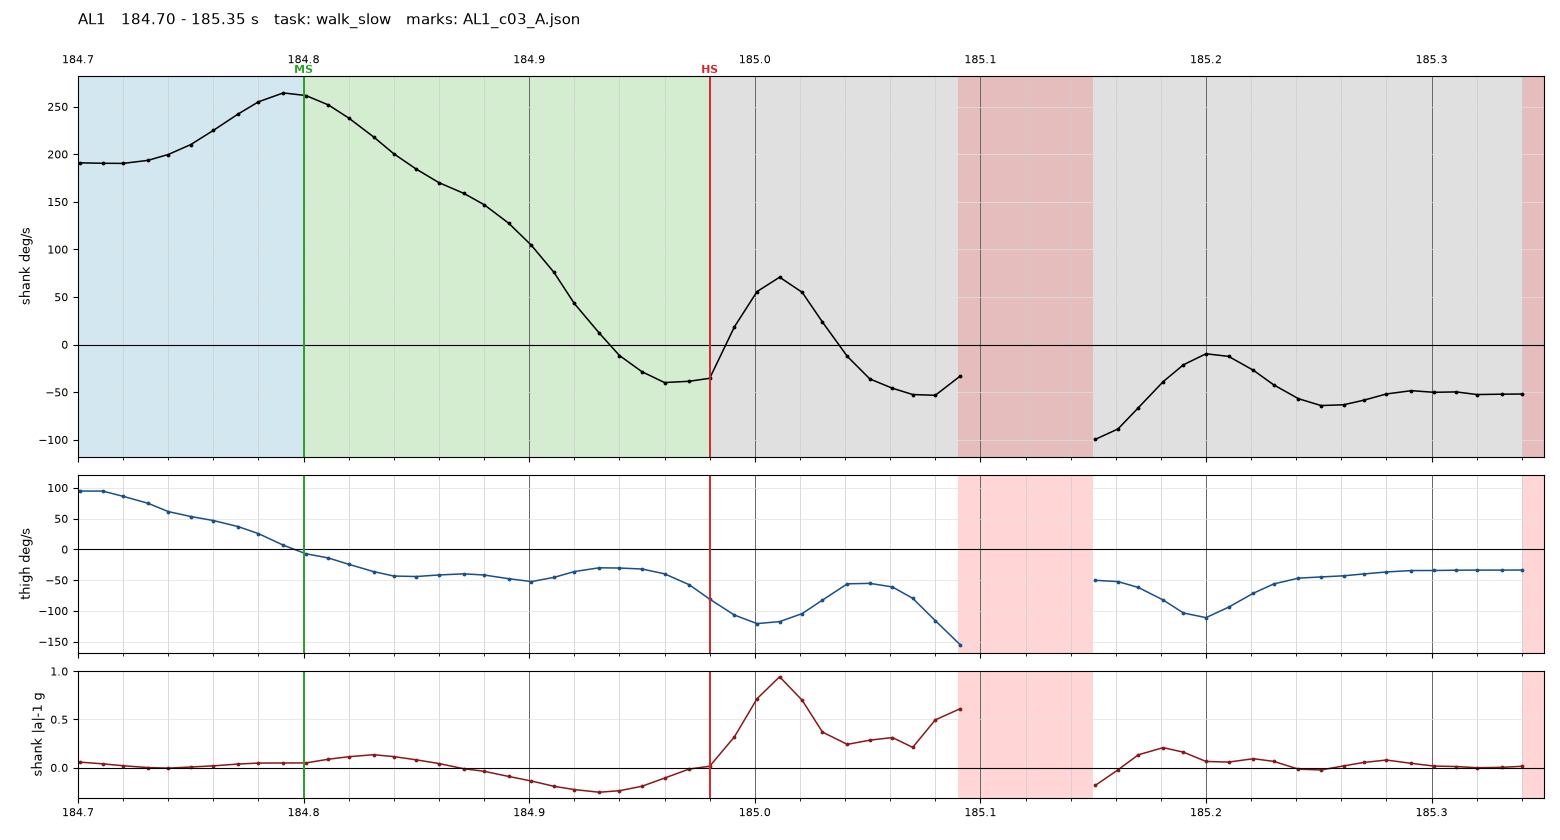 AL1   184.70 - 185.35 s   task: walk_slow   marks: AL1_c03_A.json
184.7 184.8 184.9 185.0 185.1 185.2 185.3
MS HS
shank deg/s
250
200
150
100
50
0
−50
−100
thigh deg/s
100
50
0
−50
−100
−150
shank |a|-1 g
1.0
0.5
0.0
184.7 184.8 184.9 185.0 185.1 185.2 185.3